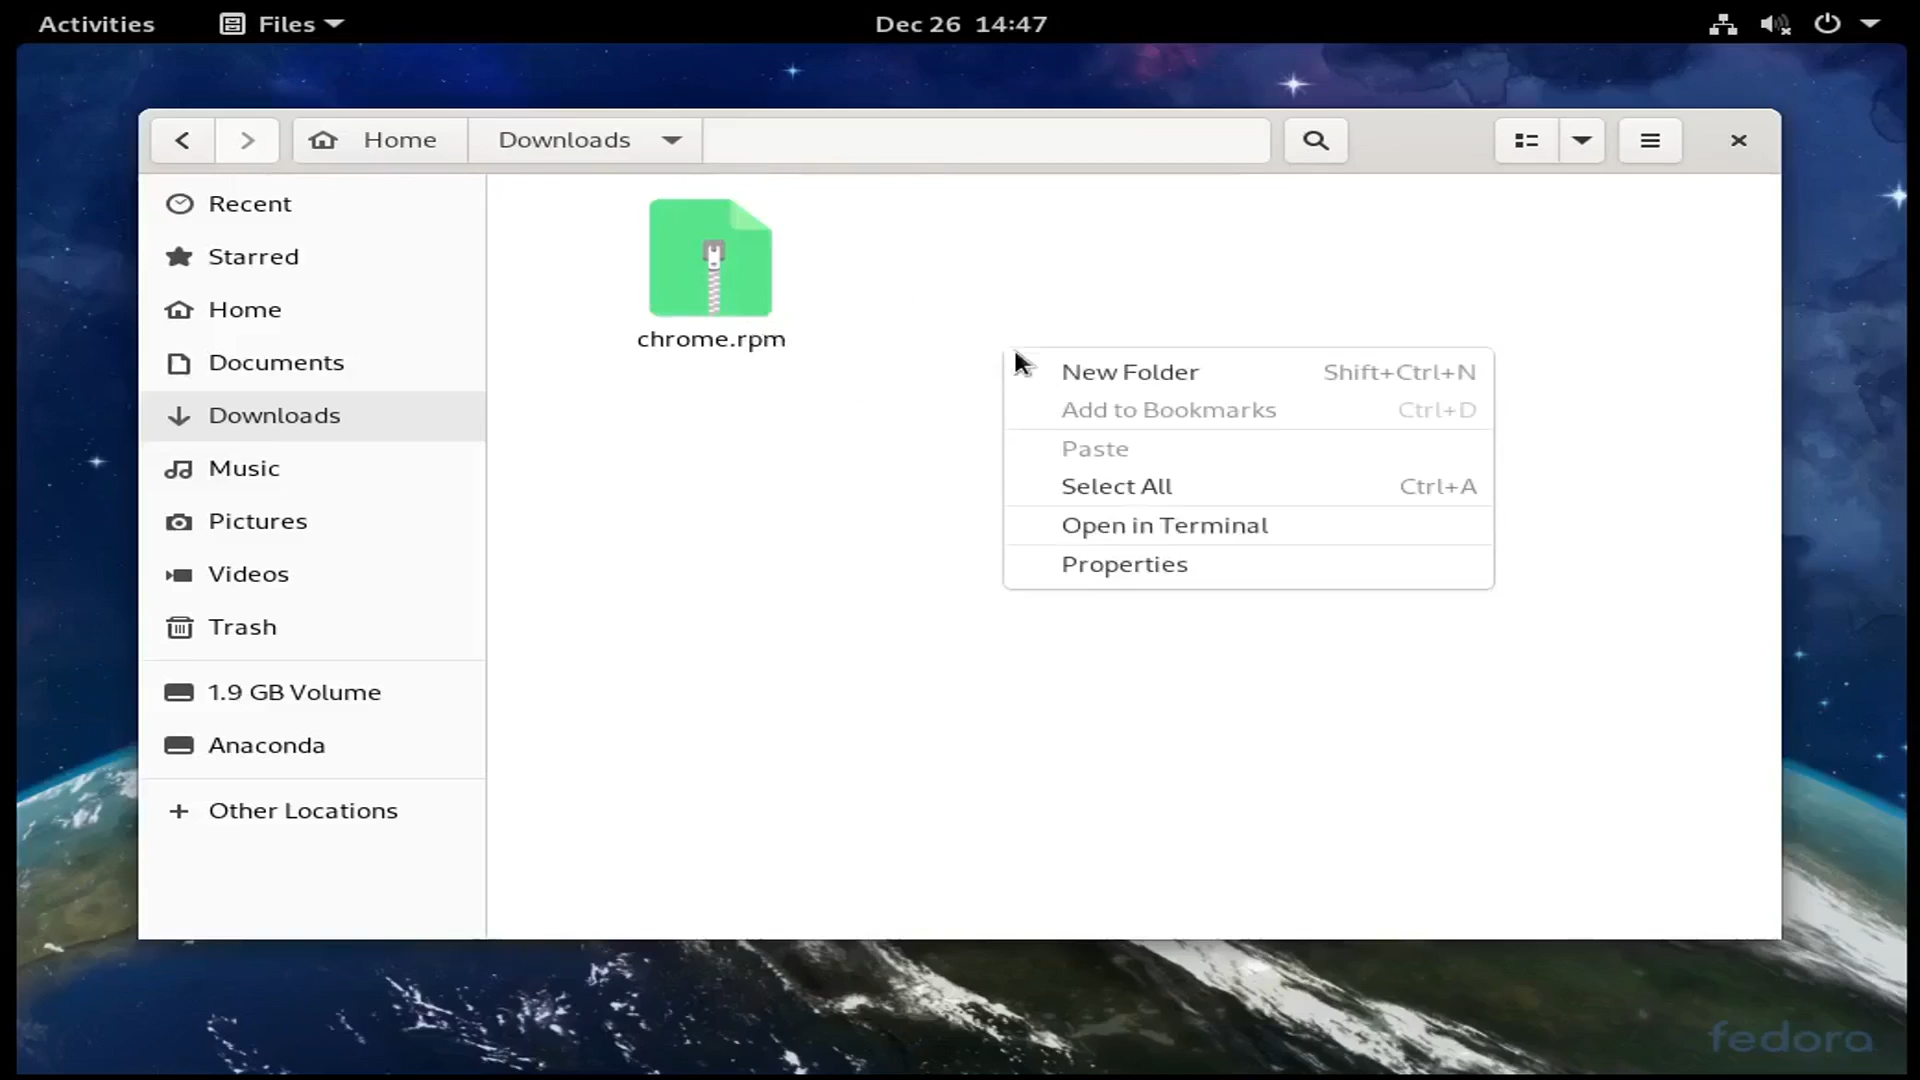 Activities Files Dec 26 14:47
Home Downloads
Recent
Starred
Home
Documents
Downloads
Music
Pictures
Videos
Trash
1.9 GB Volume
Anaconda
Other Locations
chrome.rpm
New Folder Shift+Ctrl+N
Add to Bookmarks Ctrl+D
Paste
Select All Ctrl+A
Open in Terminal
Properties
fedora